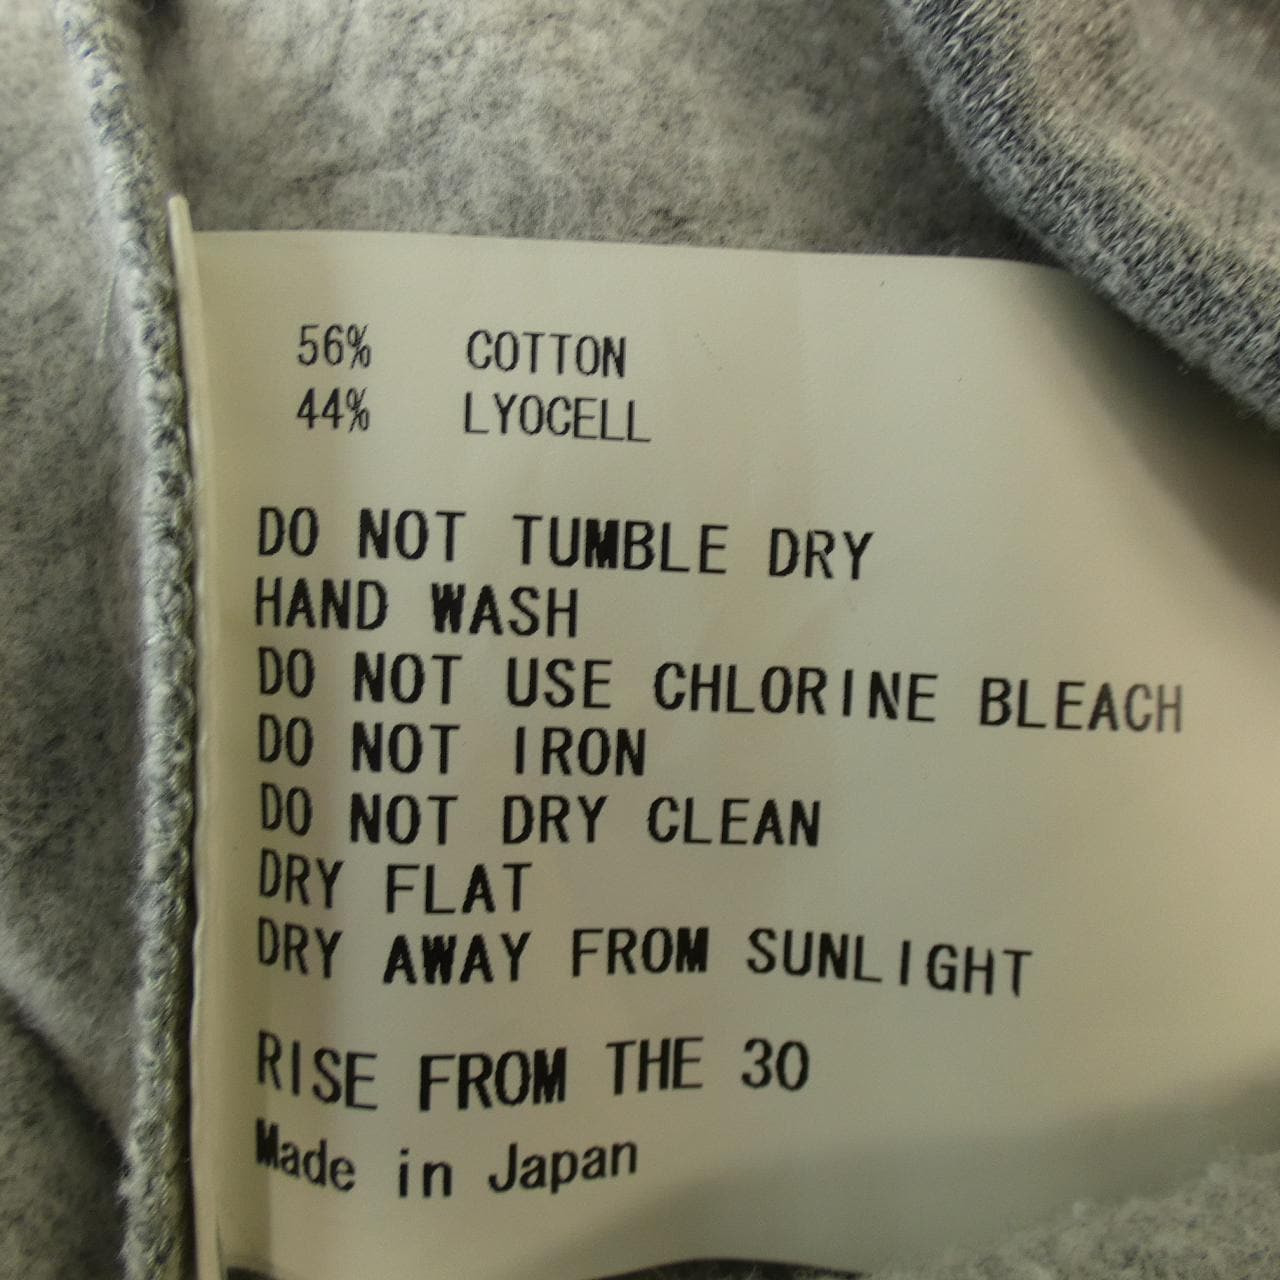 56% COTTON
44% LYOCELL
DO NOT TUMBLE DRY
HAND WASH
DO NOT USE CHLORINE BLEACH
DO NOT IRON
DO NOT DRY CLEAN
DRY FLAT
DRY AWAY FROM SUNLIGHT
RISE FROM THE 30
Made in Japan